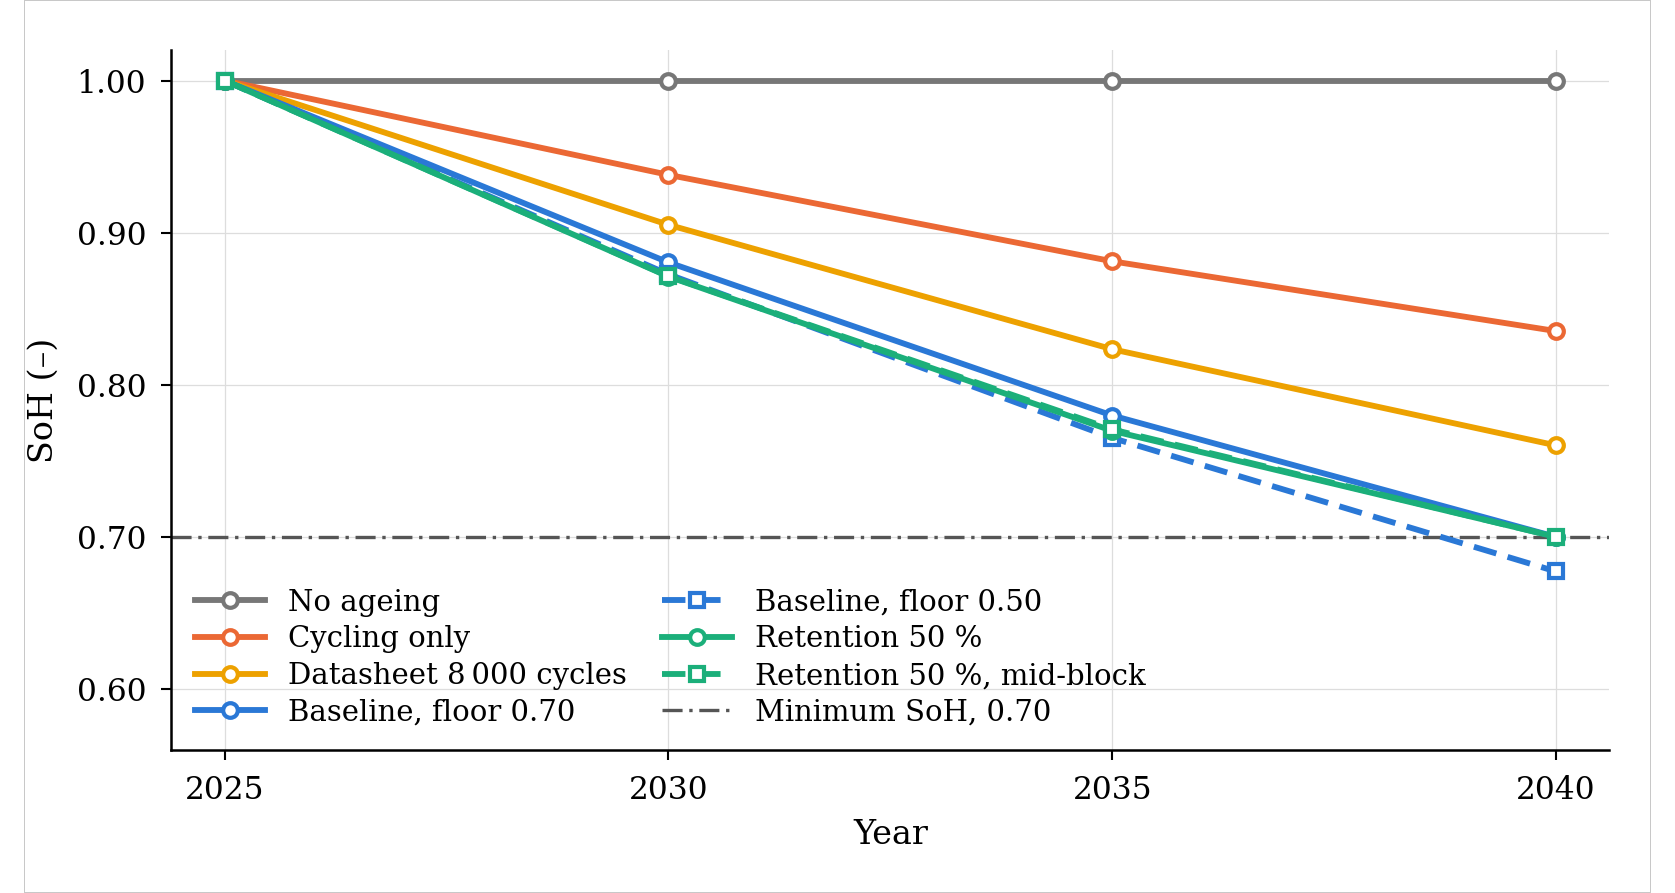 1.00
0.90
0.80
0.70
0.60
SoH (–)
No ageing
Cycling only
Datasheet 8 000 cycles
Baseline, floor 0.70
Baseline, floor 0.50
Retention 50 %
Retention 50 %, mid-block
Minimum SoH, 0.70
2025 2030 2035 2040
Year